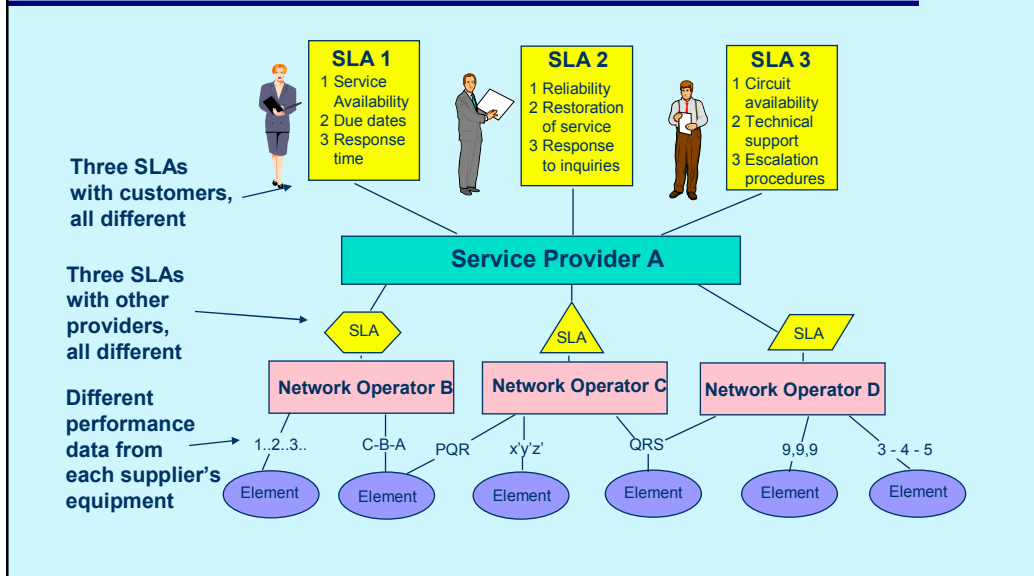 SLA 1
1 Service
Availability
2 Due dates
3 Response
time
SLA 2
1 Reliability
2 Restoration
of service
3 Response
to inquiries
SLA 3
1 Circuit
availability
2 Technical
support
3 Escalation
procedures
Three SLAs
with customers,
all different
Service Provider A
Three SLAs
with other
providers,
all different
SLA
SLA
SLA
Network Operator B
Network Operator C
Network Operator D
Different
performance
data from
each supplier's
equipment
1..2..3..
C-B-A
PQR
x'y'z'
QRS
9,9,9
3 - 4 - 5
Element
Element
Element
Element
Element
Element